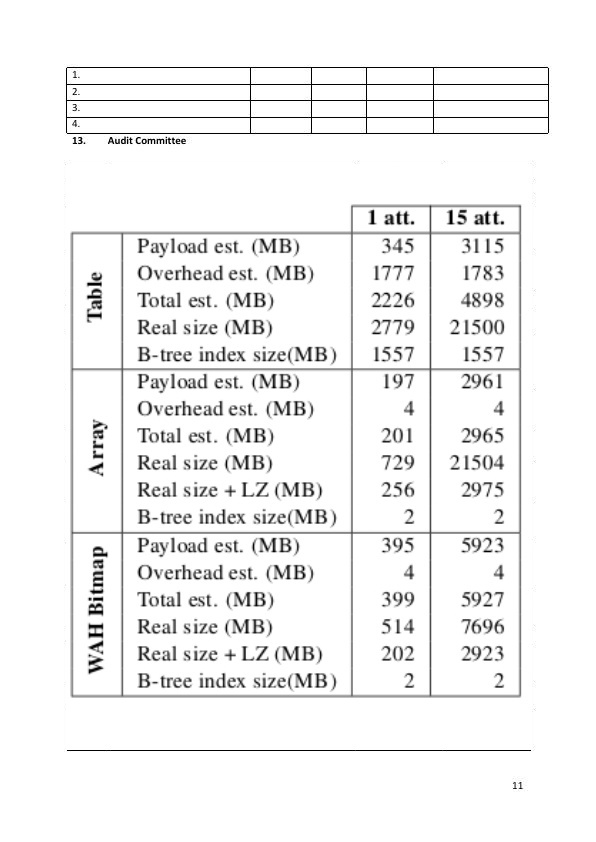 1.
2.
3.
4.
13. Audit Committee
1 att. 15 att.
Table
Payload est. (MB) 345 3115
Overhead est. (MB) 1777 1783
Total est. (MB) 2226 4898
Real size (MB) 2779 21500
B-tree index size(MB) 1557 1557
Array
Payload est. (MB) 197 2961
Overhead est. (MB) 4 4
Total est. (MB) 201 2965
Real size (MB) 729 21504
Real size + LZ (MB) 256 2975
B-tree index size(MB) 2 2
WAH Bitmap
Payload est. (MB) 395 5923
Overhead est. (MB) 4 4
Total est. (MB) 399 5927
Real size (MB) 514 7696
Real size + LZ (MB) 202 2923
B-tree index size(MB) 2 2
11